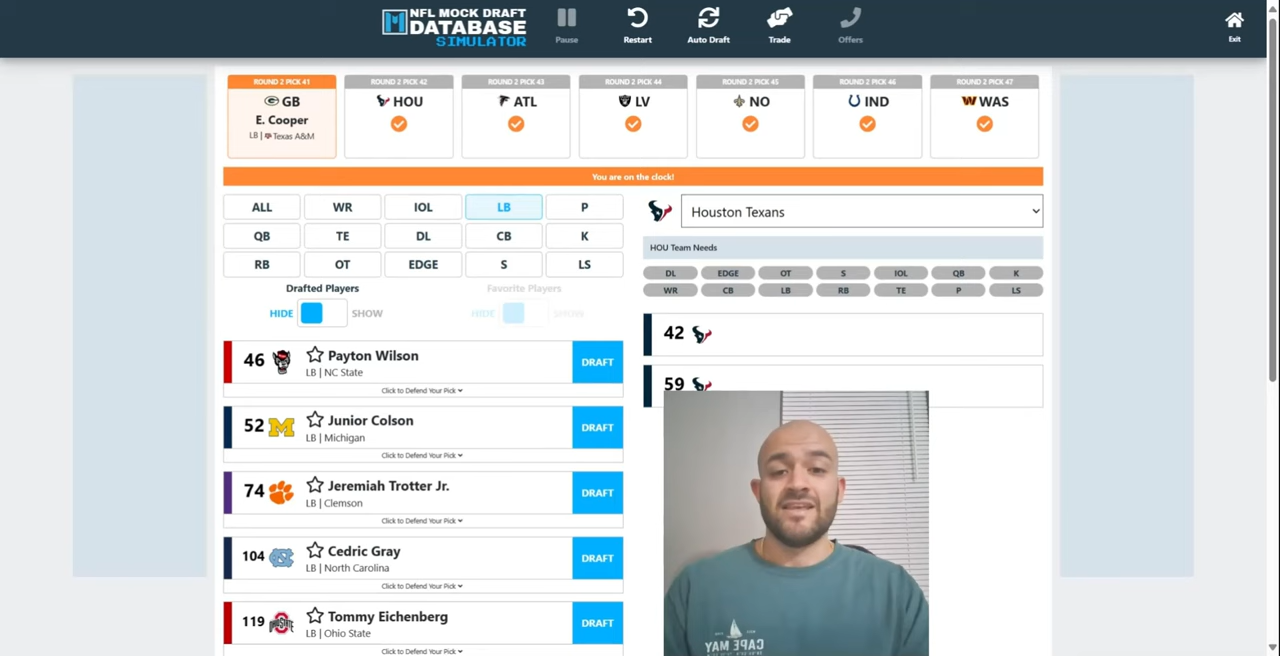 NFL MOCK DRAFT
DATABASE
SIMULATOR
Pause
Restart
Auto Draft
Trade
Offers
Exit
ROUND 2 PICK 41
GB
E. Cooper
LB | Texas A&M
ROUND 2 PICK 42
HOU
ROUND 2 PICK 43
ATL
ROUND 2 PICK 44
LV
ROUND 2 PICK 45
NO
ROUND 2 PICK 46
IND
ROUND 2 PICK 47
WAS
You are on the clock!
ALL WR IOL LB P
QB TE DL CB K
RB OT EDGE S LS
Drafted Players
HIDE SHOW
Favorite Players
HIDE SHOW
46 Payton Wilson
LB | NC State
DRAFT
Click to Defend Your Pick
52 Junior Colson
LB | Michigan
DRAFT
Click to Defend Your Pick
74 Jeremiah Trotter Jr.
LB | Clemson
DRAFT
Click to Defend Your Pick
104 Cedric Gray
LB | North Carolina
DRAFT
Click to Defend Your Pick
119 Tommy Eichenberg
LB | Ohio State
DRAFT
Click to Defend Your Pick
Houston Texans
HOU Team Needs
DL EDGE OT S IOL QB K
WR CB LB RB TE P LS
42
59
CAPE MAY